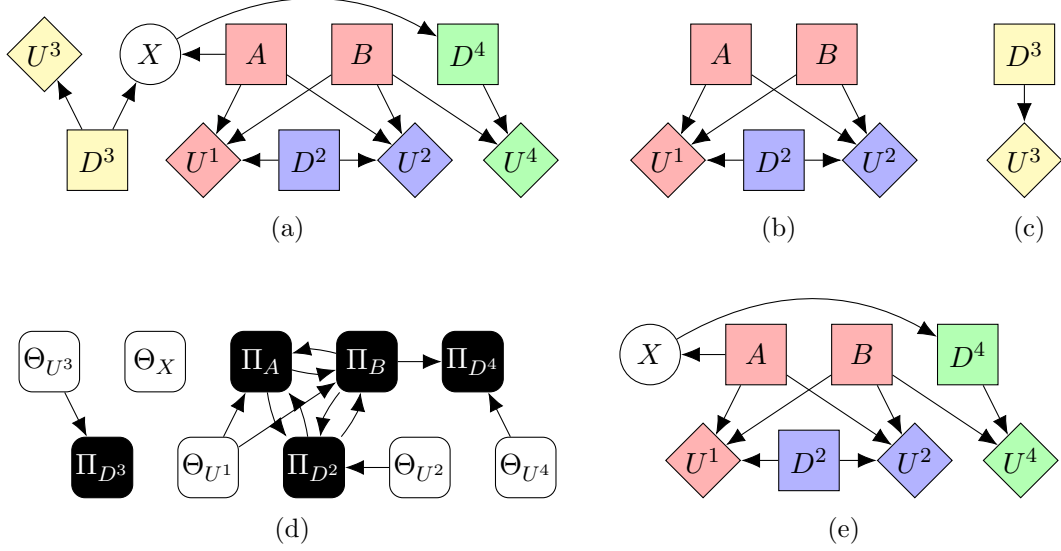 U³ X A B D⁴ A B D³
D³ U¹ D² U² U⁴ U¹ D² U² U³
(a) (b) (c)
Θ_{U³} Θ_X Π_A Π_B Π_{D⁴} X A B D⁴
Π_{D³} Θ_{U¹} Π_{D²} Θ_{U²} Θ_{U⁴} U¹ D² U² U⁴
(d) (e)